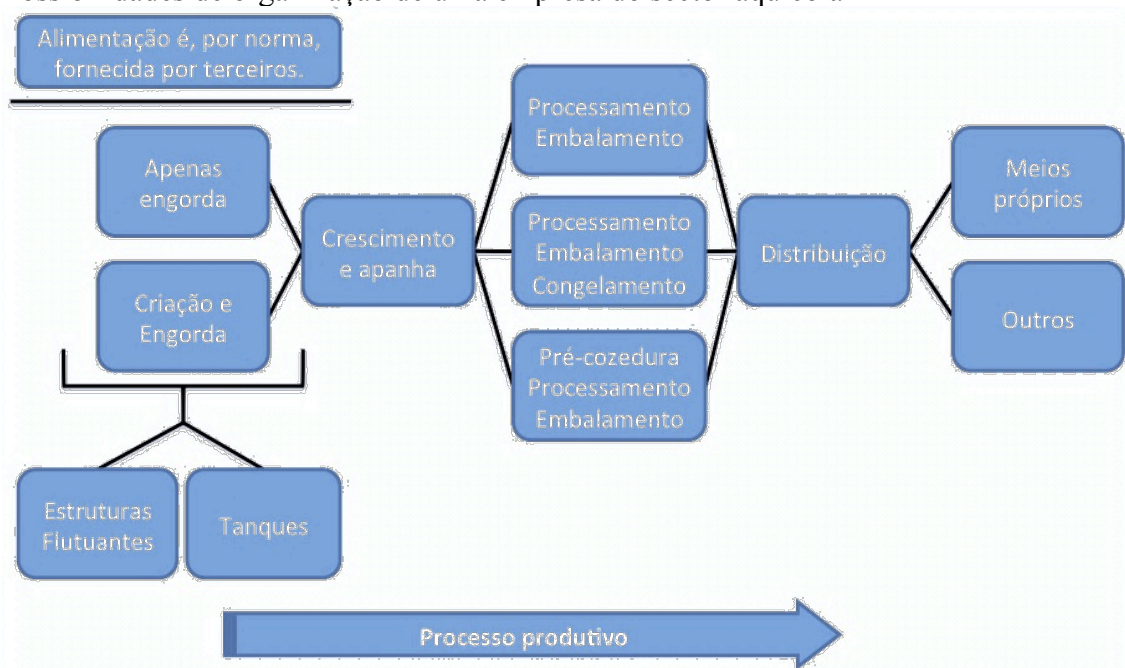 Alimentação é, por norma,
fornecida por terceiros.
Apenas
engorda
Criação e
Engorda
Estruturas
Flutuantes
Tanques
Crescimento
e apanha
Processamento
Embalamento
Processamento
Embalamento
Congelamento
Pré-cozedura
Processamento
Embalamento
Distribuição
Meios
próprios
Outros
Processo produtivo